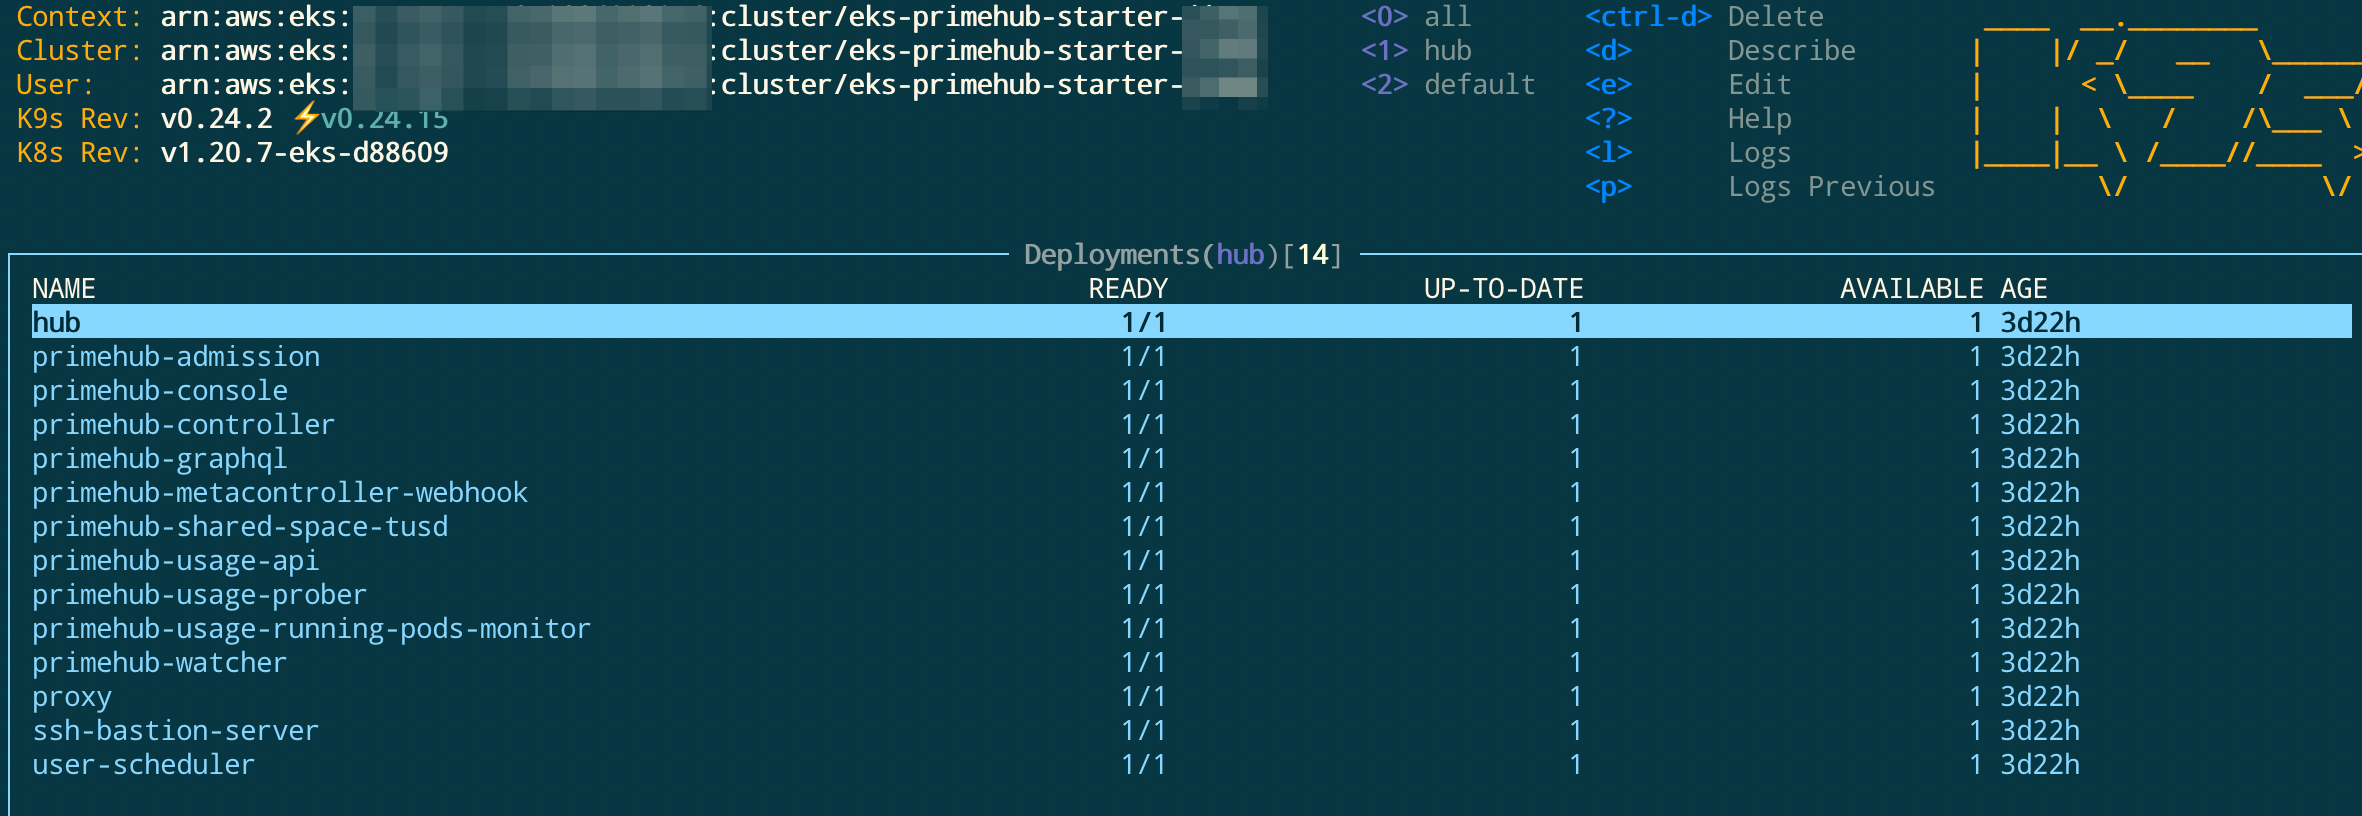 Context: arn:aws:eks: :cluster/eks-primehub-starter- <0> all <ctrl-d> Delete
Cluster: arn:aws:eks: :cluster/eks-primehub-starter- <1> hub <d> Describe
User: arn:aws:eks: :cluster/eks-primehub-starter- <2> default <e> Edit
K9s Rev: v0.24.2 ⚡v0.24.15 <?> Help
K8s Rev: v1.20.7-eks-d88609 <l> Logs
<p> Logs Previous
Deployments(hub)[14]
NAME READY UP-TO-DATE AVAILABLE AGE
hub 1/1 1 1 3d22h
primehub-admission 1/1 1 1 3d22h
primehub-console 1/1 1 1 3d22h
primehub-controller 1/1 1 1 3d22h
primehub-graphql 1/1 1 1 3d22h
primehub-metacontroller-webhook 1/1 1 1 3d22h
primehub-shared-space-tusd 1/1 1 1 3d22h
primehub-usage-api 1/1 1 1 3d22h
primehub-usage-prober 1/1 1 1 3d22h
primehub-usage-running-pods-monitor 1/1 1 1 3d22h
primehub-watcher 1/1 1 1 3d22h
proxy 1/1 1 1 3d22h
ssh-bastion-server 1/1 1 1 3d22h
user-scheduler 1/1 1 1 3d22h